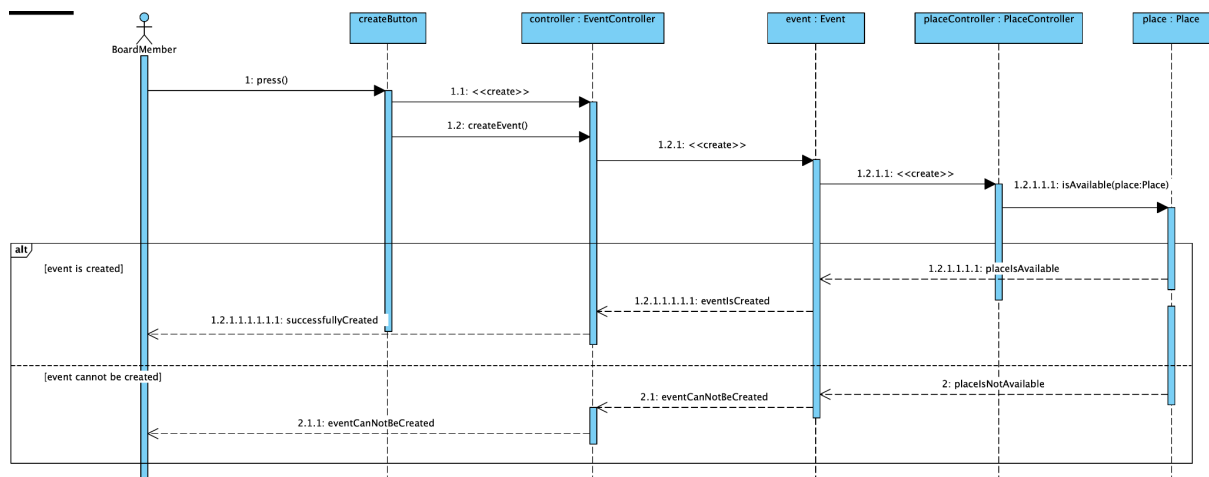 createButton
controller : EventController
event : Event
placeController : PlaceController
place : Place
BoardMember
1: press()
1.1: <<create>>
1.2: createEvent()
1.2.1: <<create>>
1.2.1.1: <<create>>
1.2.1.1.1: isAvailable(place:Place)
alt
[event is created]
1.2.1.1.1.1: placeIsAvailable
1.2.1.1.1.1.1: eventIsCreated
1.2.1.1.1.1.1.1: successfullyCreated
[event cannot be created]
2: placeIsNotAvailable
2.1: eventCanNotBeCreated
2.1.1: eventCanNotBeCreated